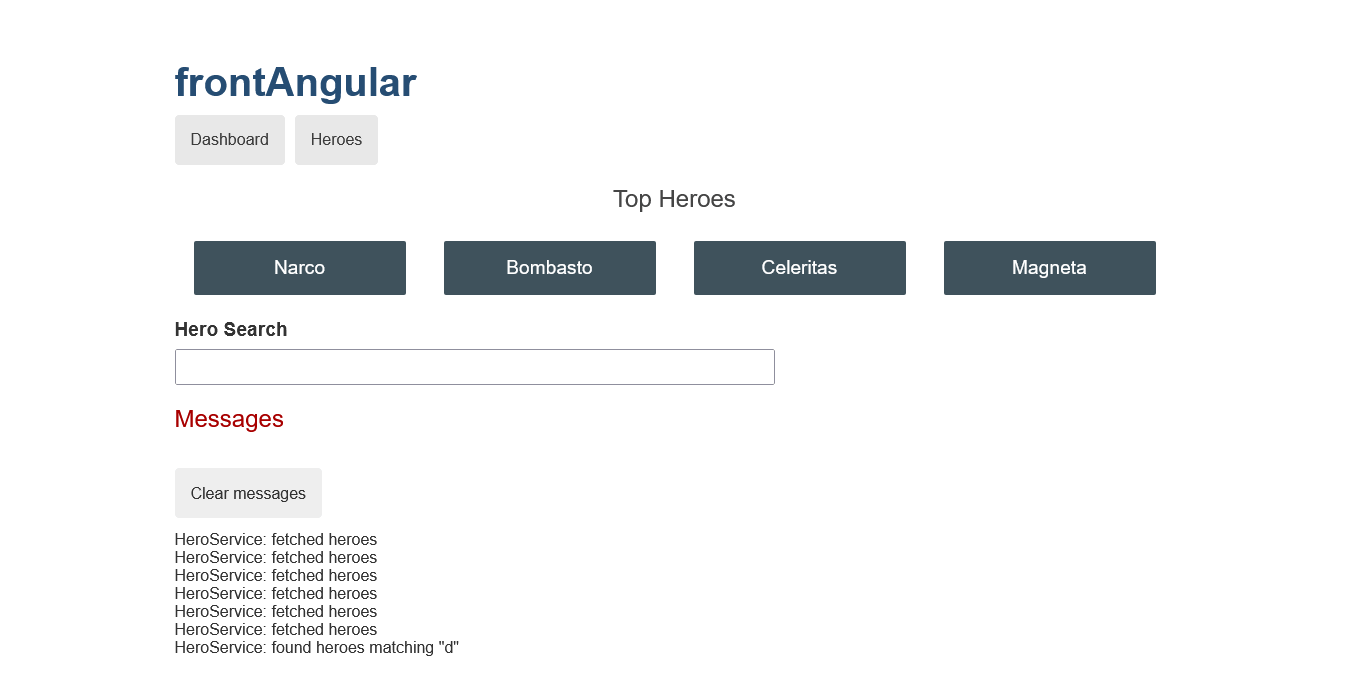 frontAngular
Dashboard Heroes
Top Heroes
Narco Bombasto Celeritas Magneta
Hero Search
Messages
Clear messages
HeroService: fetched heroes
HeroService: fetched heroes
HeroService: fetched heroes
HeroService: fetched heroes
HeroService: fetched heroes
HeroService: fetched heroes
HeroService: found heroes matching "d"